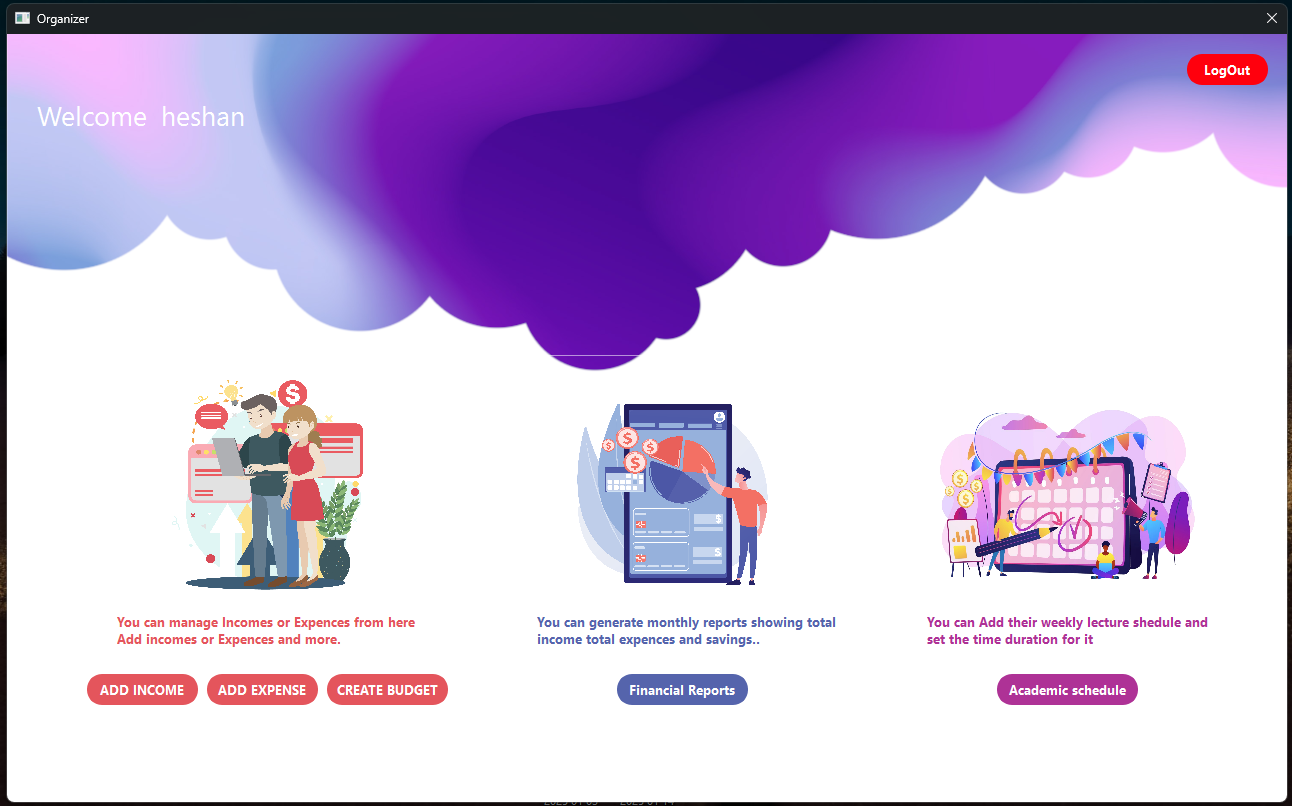 Organizer
LogOut
Welcome heshan
You can manage Incomes or Expences from here
Add incomes or Expences and more.
You can generate monthly reports showing total
income total expences and savings..
You can Add their weekly lecture shedule and
set the time duration for it
ADD INCOME
ADD EXPENSE
CREATE BUDGET
Financial Reports
Academic schedule